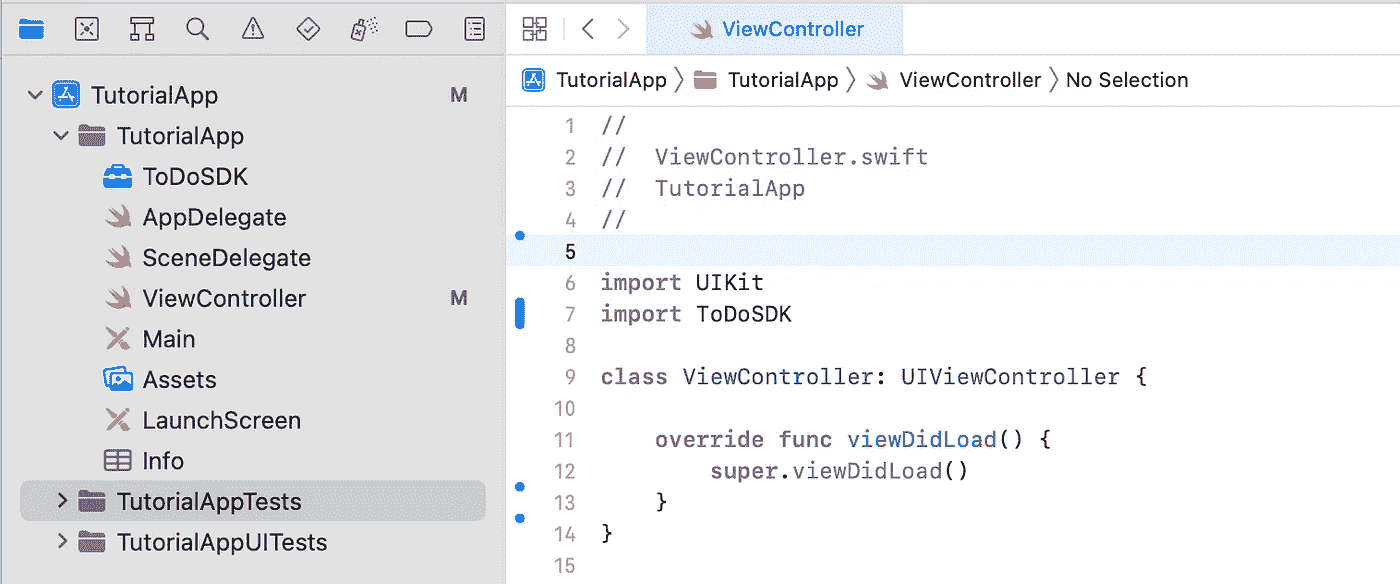 TutorialApp M
TutorialApp
ToDoSDK
AppDelegate
SceneDelegate
ViewController M
Main
Assets
LaunchScreen
Info
TutorialAppTests
TutorialAppUITests
ViewController
TutorialApp TutorialApp ViewController No Selection
1 //
2 //  ViewController.swift
3 //  TutorialApp
4 //
5
6 import UIKit
7 import ToDoSDK
8
9 class ViewController: UIViewController {
10
11     override func viewDidLoad() {
12         super.viewDidLoad()
13     }
14 }
15